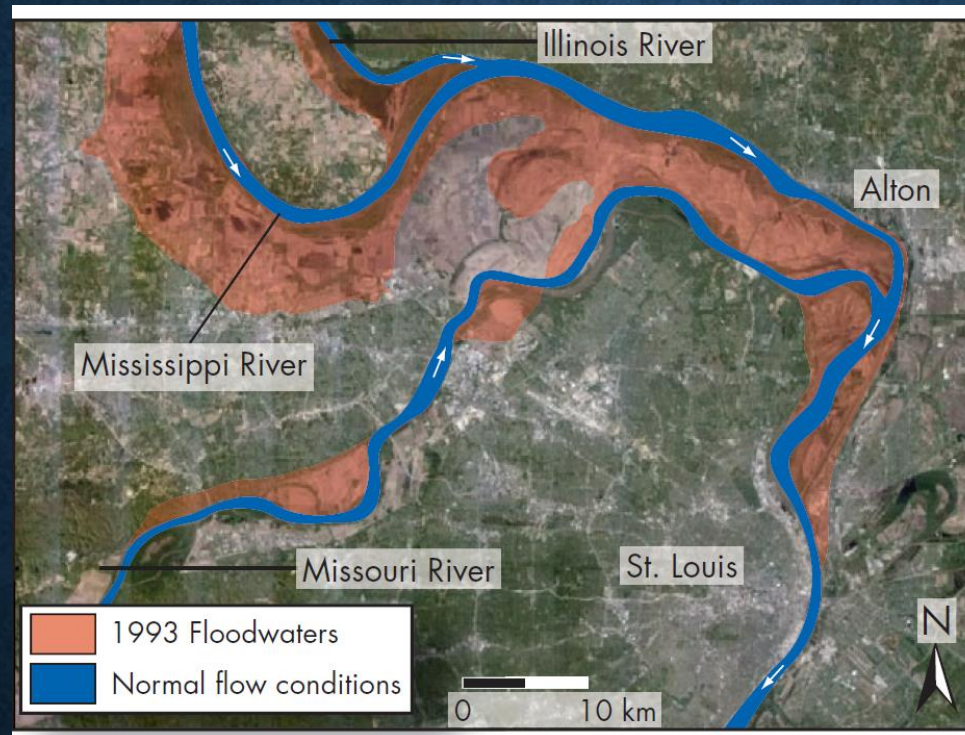 Illinois River
Alton
Mississippi River
Missouri River
St. Louis
1993 Floodwaters
Normal flow conditions
0 10 km
N